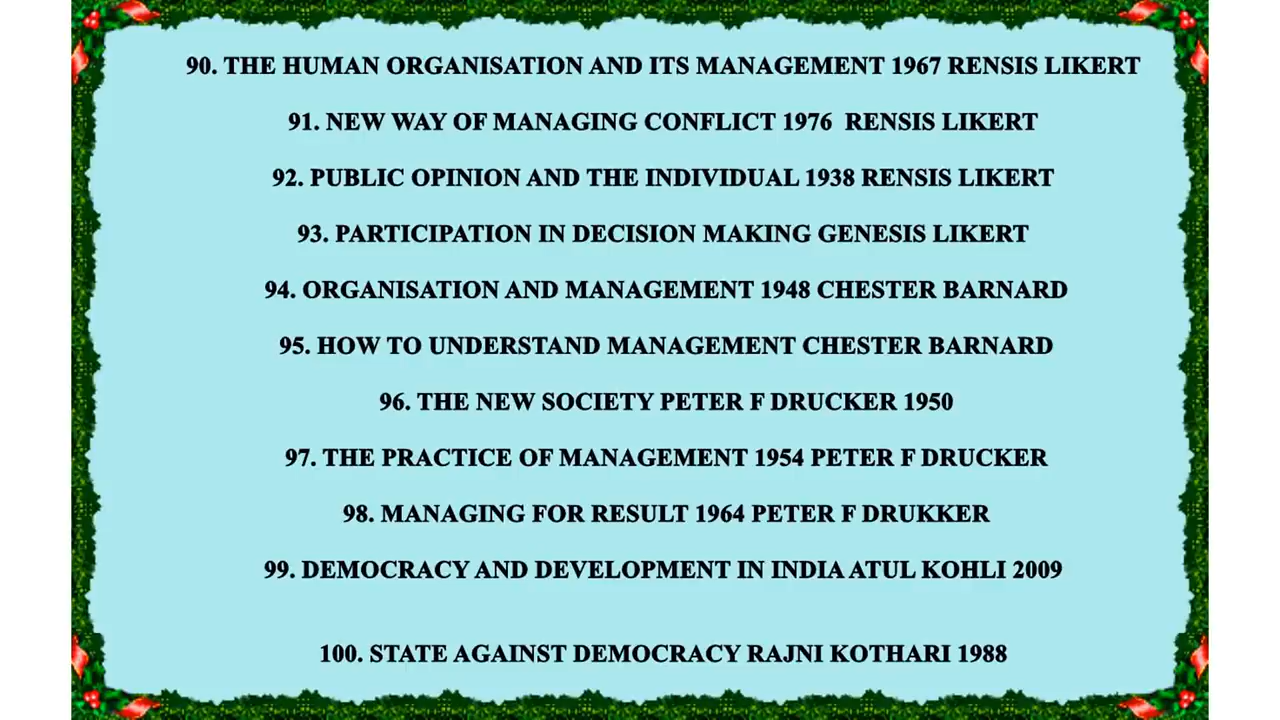 90. THE HUMAN ORGANISATION AND ITS MANAGEMENT 1967 RENSIS LIKERT
91. NEW WAY OF MANAGING CONFLICT 1976 RENSIS LIKERT
92. PUBLIC OPINION AND THE INDIVIDUAL 1938 RENSIS LIKERT
93. PARTICIPATION IN DECISION MAKING GENESIS LIKERT
94. ORGANISATION AND MANAGEMENT 1948 CHESTER BARNARD
95. HOW TO UNDERSTAND MANAGEMENT CHESTER BARNARD
96. THE NEW SOCIETY PETER F DRUCKER 1950
97. THE PRACTICE OF MANAGEMENT 1954 PETER F DRUCKER
98. MANAGING FOR RESULT 1964 PETER F DRUKKER
99. DEMOCRACY AND DEVELOPMENT IN INDIA ATUL KOHLI 2009
100. STATE AGAINST DEMOCRACY RAJNI KOTHARI 1988